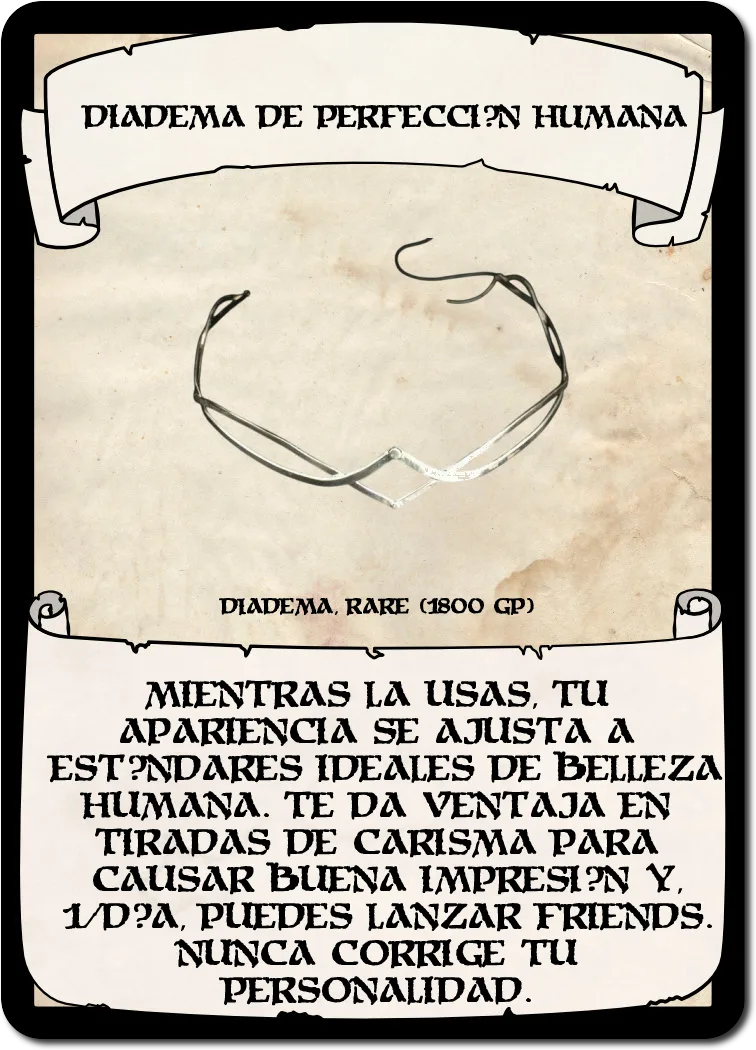 DIADEMA DE PERFECCI?N HUMANA
DIADEMA, RARE (1800 GP)
MIENTRAS LA USAS, TU
APARIENCIA SE AJUSTA A
EST?NDARES IDEALES DE BELLEZA
HUMANA. TE DA VENTAJA EN
TIRADAS DE CARISMA PARA
CAUSAR BUENA IMPRESI?N Y,
1/D?A, PUEDES LANZAR FRIENDS.
NUNCA CORRIGE TU
PERSONALIDAD.